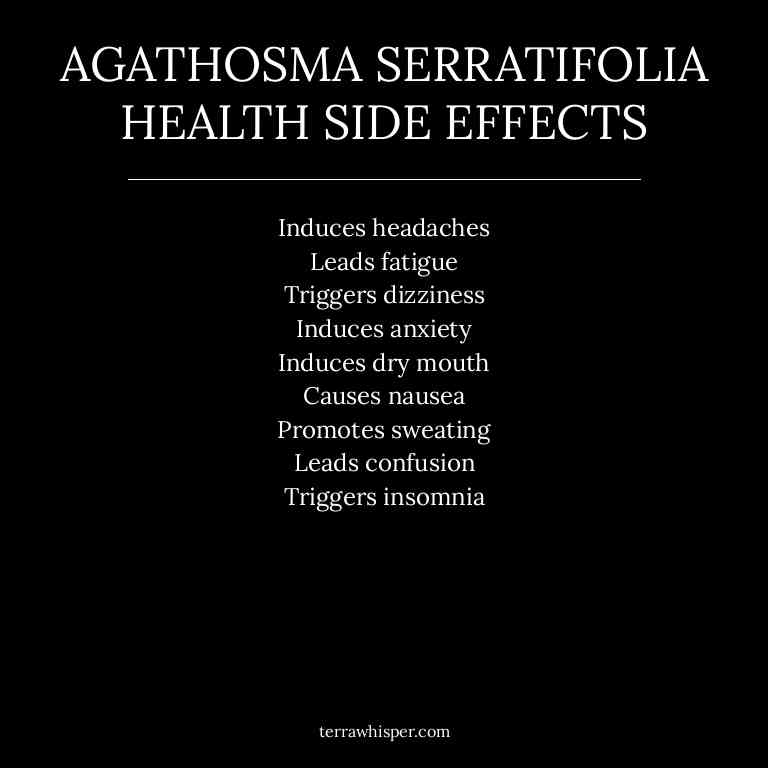 AGATHOSMA SERRATIFOLIA
HEALTH SIDE EFFECTS
Induces headaches
Leads fatigue
Triggers dizziness
Induces anxiety
Induces dry mouth
Causes nausea
Promotes sweating
Leads confusion
Triggers insomnia
terrawhisper.com